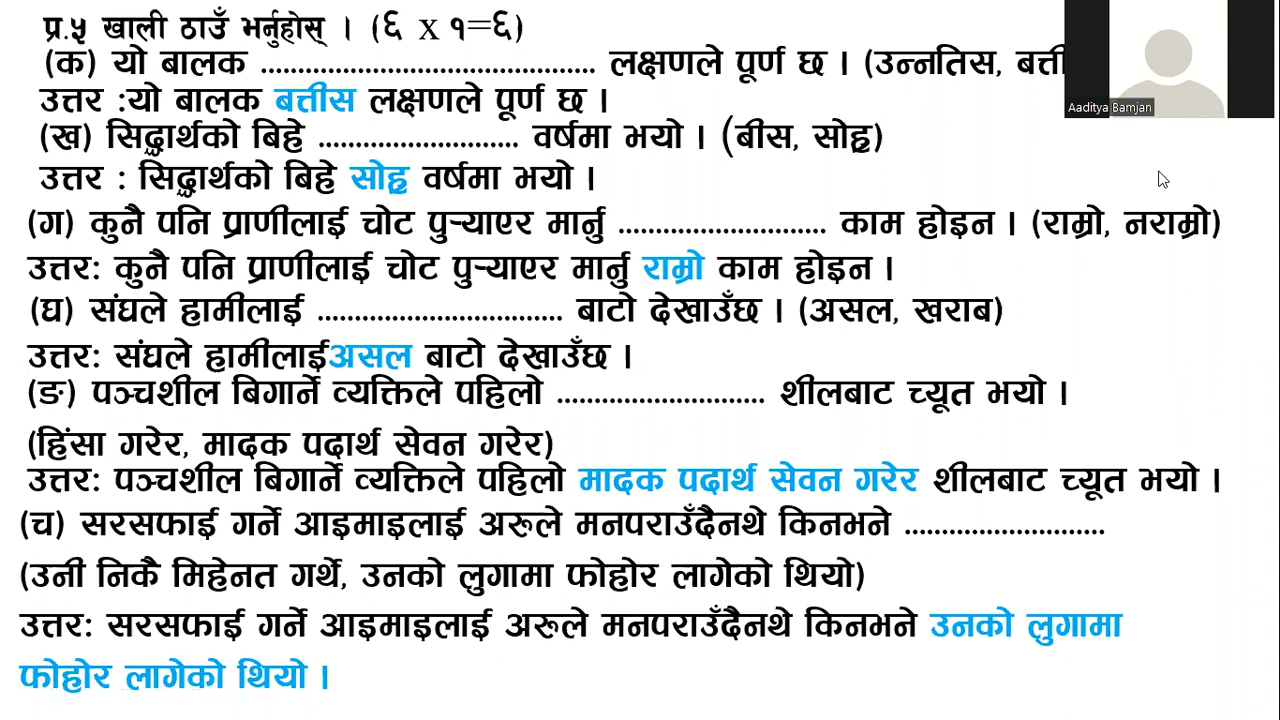 प्र.५ खाली ठाउँ भर्नुहोस् । (६ x १=६)
(क) यो बालक ............................................. लक्षणले पूर्ण छ । (उन्नतिस,
Aaditya Bamjan
उत्तर :यो बालक बत्तीस लक्षणले पूर्ण छ ।
(ख) सिद्धार्थको बिहे ........................... वर्षमा भयो । (बीस, सोह्र)
उत्तर : सिद्धार्थको बिहे सोह्र वर्षमा भयो ।
(ग) कुनै पनि प्राणीलाई चोट पुऱ्याएर मार्नु ............................ काम होइन । (राम्रो, नराम्रो)
उत्तर: कुनै पनि प्राणीलाई चोट पुऱ्याएर मार्नु राम्रो काम होइन ।
(घ) संघले हामीलाई ................................. बाटो देखाउँछ । (असल, खराब)
उत्तर: संघले हामीलाईअसल बाटो देखाउँछ ।
(ङ) पञ्चशील बिगार्ने व्यक्तिले पहिलो ............................ शीलबाट च्यूत भयो ।
(हिंसा गरेर, मादक पदार्थ सेवन गरेर)
उत्तर: पञ्चशील बिगार्ने व्यक्तिले पहिलो मादक पदार्थ सेवन गरेर शीलबाट च्यूत भयो ।
(च) सरसफाई गर्ने आइमाइलाई अरूले मनपराउँदैनथे किनभने ...........................
(उनी निकै मिहेनत गर्थे, उनको लुगामा फोहोर लागेको थियो)
उत्तर: सरसफाई गर्ने आइमाइलाई अरूले मनपराउँदैनथे किनभने उनको लुगामा
फोहोर लागेको थियो ।